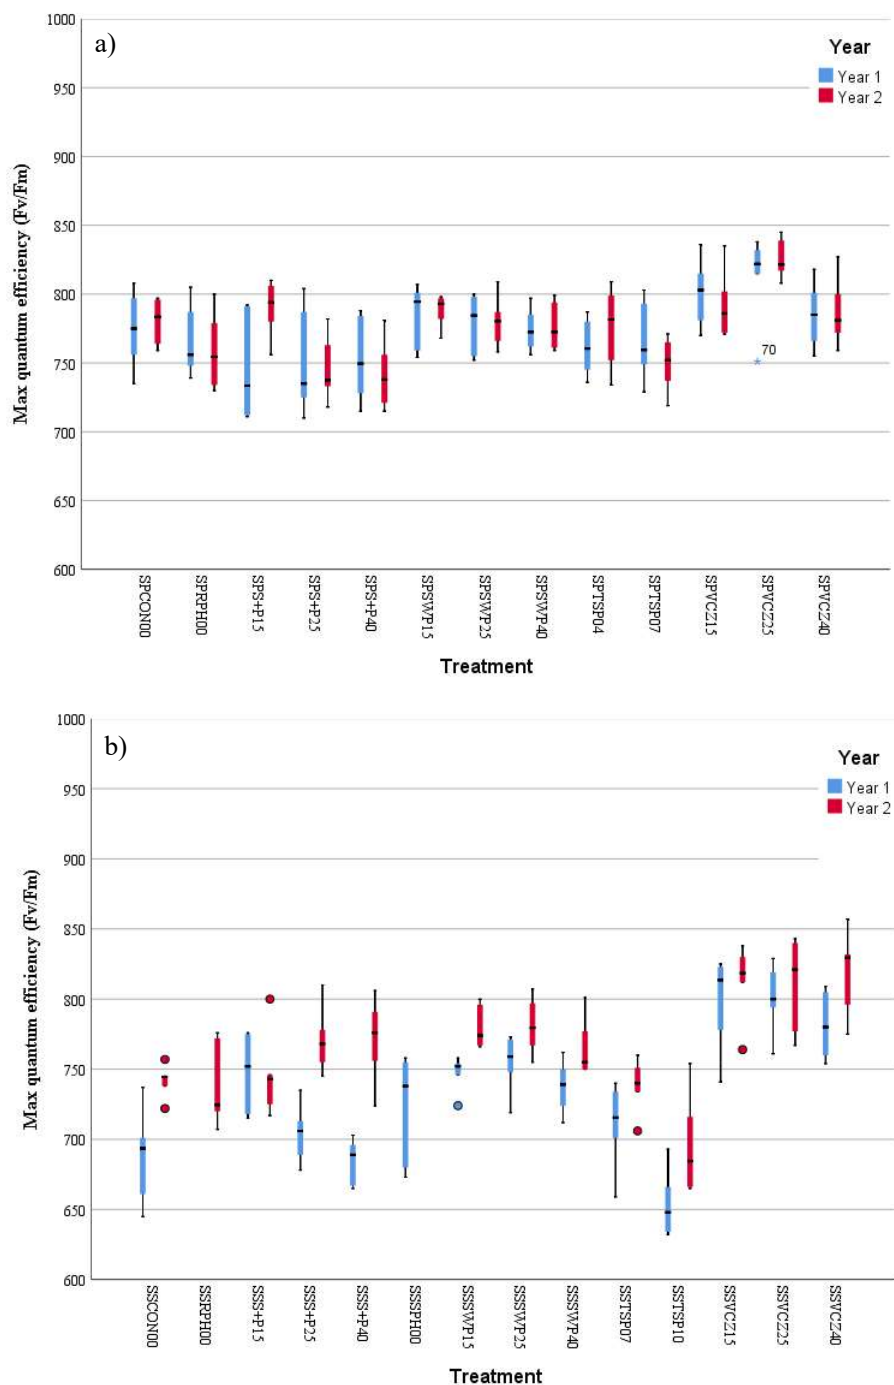 a)
Year
Year 1
Year 2
1000
950
900
850
800
750
700
650
600
Max quantum efficiency (Fv/Fm)
70
SPCON00
SPRPH00
SPS+P15
SPS+P25
SPS+P40
SPSWP15
SPSWP25
SPSWP40
SPTSP04
SPTSP07
SPVCZ15
SPVCZ25
SPVCZ40
Treatment
b)
Year
Year 1
Year 2
1000
950
900
850
800
750
700
650
600
Max quantum efficiency (Fv/Fm)
SSCON00
SSRPH00
SSS+P15
SSS+P25
SSS+P40
SSSPH00
SSSWP15
SSSWP25
SSSWP40
SSTSP07
SSTSP10
SSVCZ15
SSVCZ25
SSVCZ40
Treatment